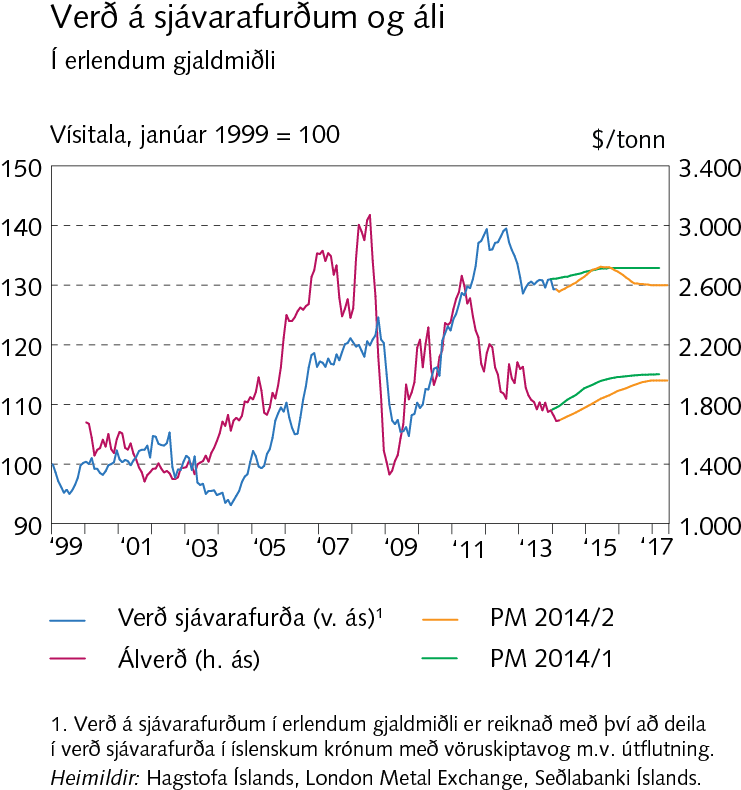 Verð á sjávarafurðum og áli
Í erlendum gjaldmiðli
Vísitala, janúar 1999 = 100
$/tonn
150
3.400
140
3.000
130
2.600
120
2.200
110
1.800
100
1.400
90
1.000
‘99 ‘01 ‘03 ‘05 ‘07 ‘09 ‘11 ‘13 ‘15 ‘17
Verð sjávarafurða (v. ás)¹
PM 2014/2
Álverð (h. ás)
PM 2014/1
1. Verð á sjávarafurðum í erlendum gjaldmiðli er reiknað með því að deila
í verð sjávarafurða í íslenskum krónum með vöruskiptavog m.v. útflutning.
Heimildir: Hagstofa Íslands, London Metal Exchange, Seðlabanki Íslands.